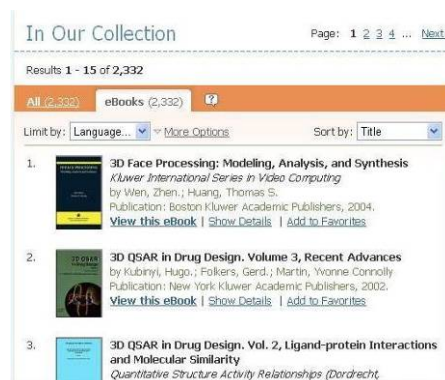 In Our Collection
Page: 1 2 3 4 ... Next
Results 1 - 15 of 2,332
All (2,332) eBooks (2,332) ?
Limit by: Language... More Options Sort by: Title
1. 3D Face Processing: Modeling, Analysis, and Synthesis
Kluwer International Series in Video Computing
by Wen, Zhen.; Huang, Thomas S.
Publication: Boston Kluwer Academic Publishers, 2004.
View this eBook | Show Details | Add to Favorites
2. 3D QSAR in Drug Design. Volume 3, Recent Advances
by Kubinyi, Hugo.; Folkers, Gerd.; Martin, Yvonne Connolly
Publication: New York Kluwer Academic Publishers, 2002.
View this eBook | Show Details | Add to Favorites
3D QSAR
3. 3D QSAR in Drug Design. Vol. 2, Ligand-protein Interactions
and Molecular Similarity
Quantitative Structure Activity Relationships (Dordrecht,